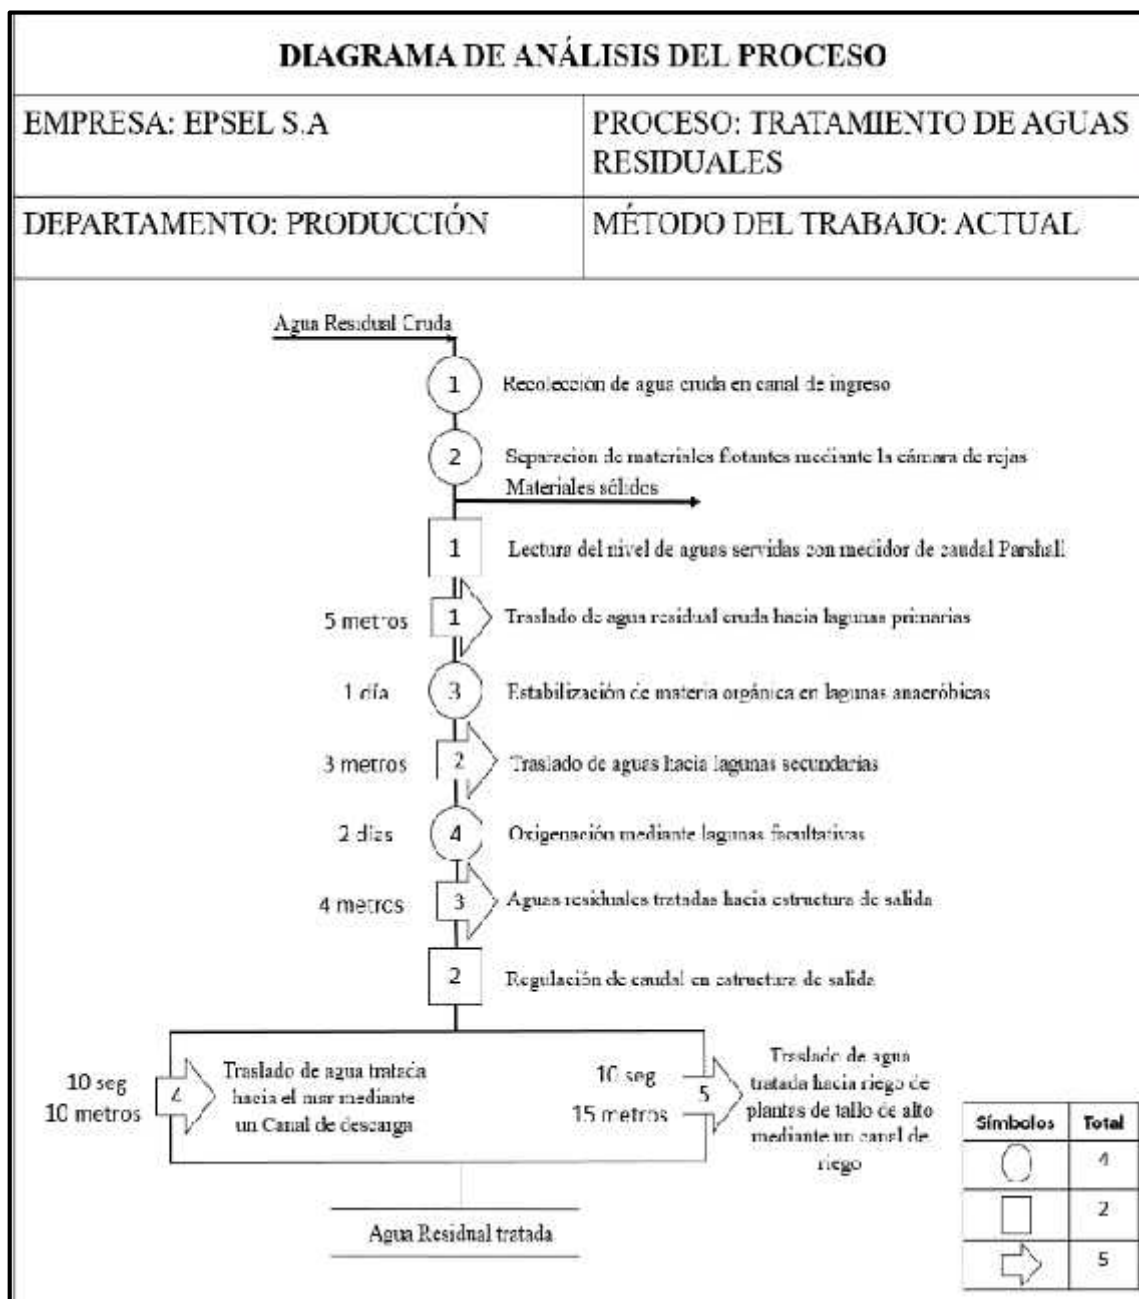 DIAGRAMA DE ANÁLISIS DEL PROCESO
EMPRESA: EPSEL S.A
PROCESO: TRATAMIENTO DE AGUAS
RESIDUALES
DEPARTAMENTO: PRODUCCIÓN
MÉTODO DEL TRABAJO: ACTUAL
Agua Residual Cruda
1
Recolección de agua cruda en canal de ingreso
2
Separación de materiales flotantes mediante la cámara de rejas
Materiales sólidos
1
Lectura del nivel de aguas servidas con medidor de caudal Parshall
5 metros
1
Traslado de agua residual cruda hacia lagunas primarias
1 día
3
Estabilización de materia orgánica en lagunas anaeróbicas
3 metros
2
Traslado de aguas hacia lagunas secundarias
2 días
4
Oxigenación mediante lagunas facultativas
4 metros
3
Aguas residuales tratadas hacia estructura de salida
2
Regulación de caudal en estructura de salida
10 seg
10 metros
4
Traslado de agua tratada
hacia el mar mediante
un Canal de descarga
10 seg
15 metros
5
Traslado de agua
tratada hacia riego de
plantas de tallo de alto
mediante un canal de
riego
Agua Residual tratada
Símbolos Total
4
2
5